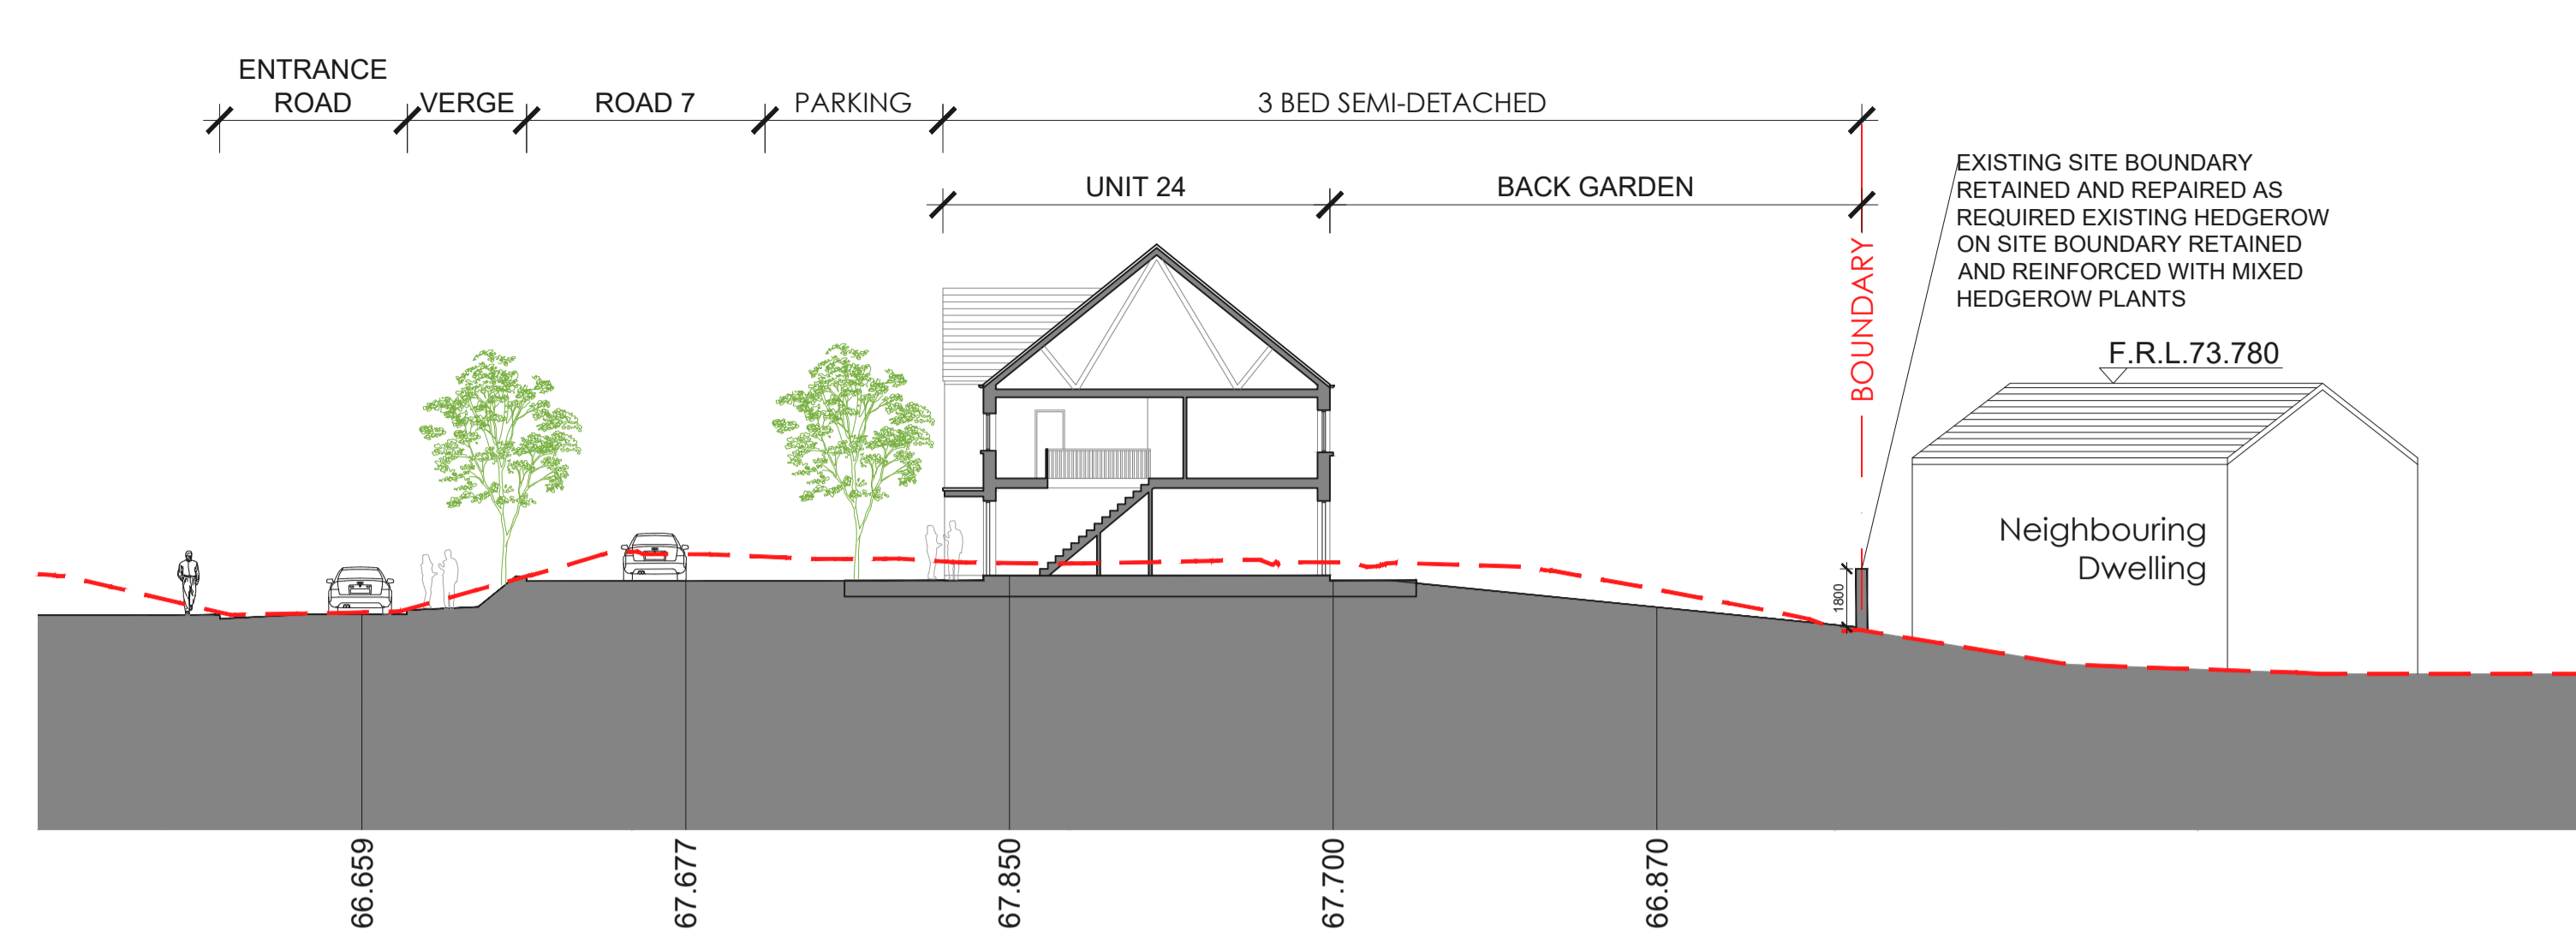 ENTRANCE
ROAD
VERGE
ROAD 7
PARKING
3 BED SEMI-DETACHED
UNIT 24
BACK GARDEN
BOUNDARY
EXISTING SITE BOUNDARY
RETAINED AND REPAIRED AS
REQUIRED EXISTING HEDGEROW
ON SITE BOUNDARY RETAINED
AND REINFORCED WITH MIXED
HEDGEROW PLANTS
F.R.L.73.780
Neighbouring
Dwelling
1800
66.659
67.677
67.850
67.700
66.870